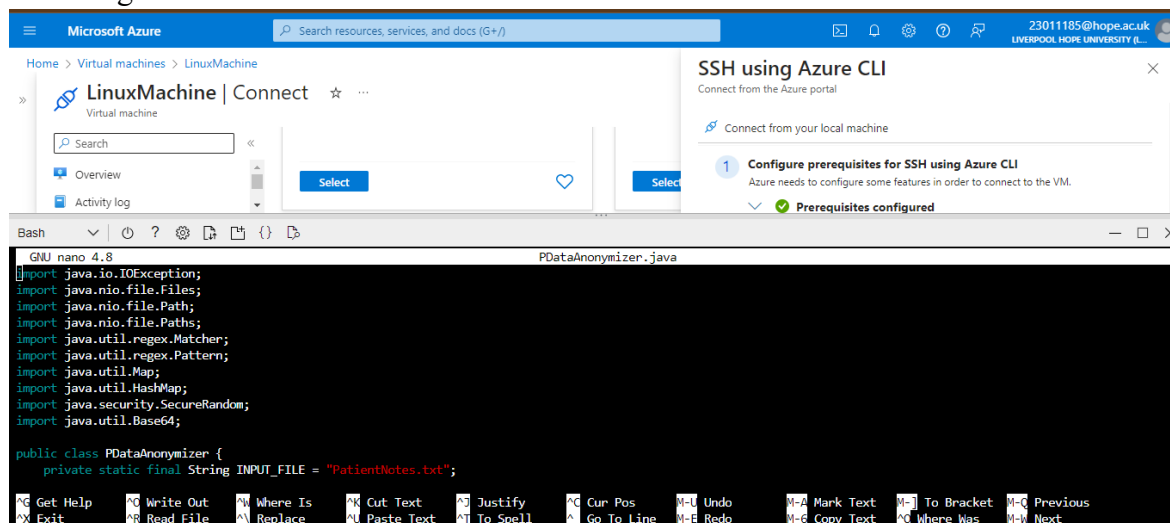 Microsoft Azure
Search resources, services, and docs (G+/)
23011185@hope.ac.uk
LIVERPOOL HOPE UNIVERSITY (L...
Home > Virtual machines > LinuxMachine
SSH using Azure CLI
Connect from the Azure portal
LinuxMachine | Connect
Virtual machine
Search
Overview
Activity log
Select
Select
Connect from your local machine
1 Configure prerequisites for SSH using Azure CLI
Azure needs to configure some features in order to connect to the VM.
Prerequisites configured
Bash
GNU nano 4.8 PDataAnonymizer.java
import java.io.IOException;
import java.nio.file.Files;
import java.nio.file.Path;
import java.nio.file.Paths;
import java.util.regex.Matcher;
import java.util.regex.Pattern;
import java.util.Map;
import java.util.HashMap;
import java.security.SecureRandom;
import java.util.Base64;
public class PDataAnonymizer {
private static final String INPUT_FILE = "PatientNotes.txt";
^G Get Help ^O Write Out ^W Where Is ^K Cut Text ^J Justify ^C Cur Pos M-U Undo M-A Mark Text M-] To Bracket M-Q Previous
^X Exit ^R Read File ^\ Replace ^U Paste Text ^T To Spell ^_ Go To Line M-E Redo M-6 Copy Text ^Q Where Was M-W Next